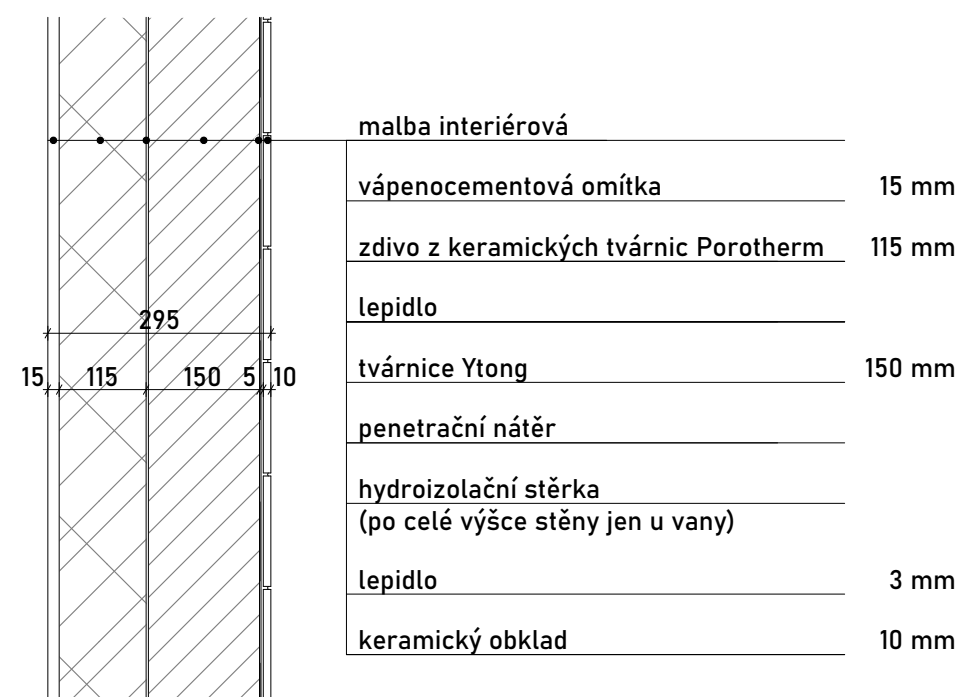 malba interiérová
vápenocementová omítka 15 mm
zdivo z keramických tvárnic Porotherm 115 mm
lepidlo
295
15 115 150 5 10
tvárnice Ytong 150 mm
penetrační nátěr
hydroizolační stěrka
(po celé výšce stěny jen u vany)
lepidlo 3 mm
keramický obklad 10 mm